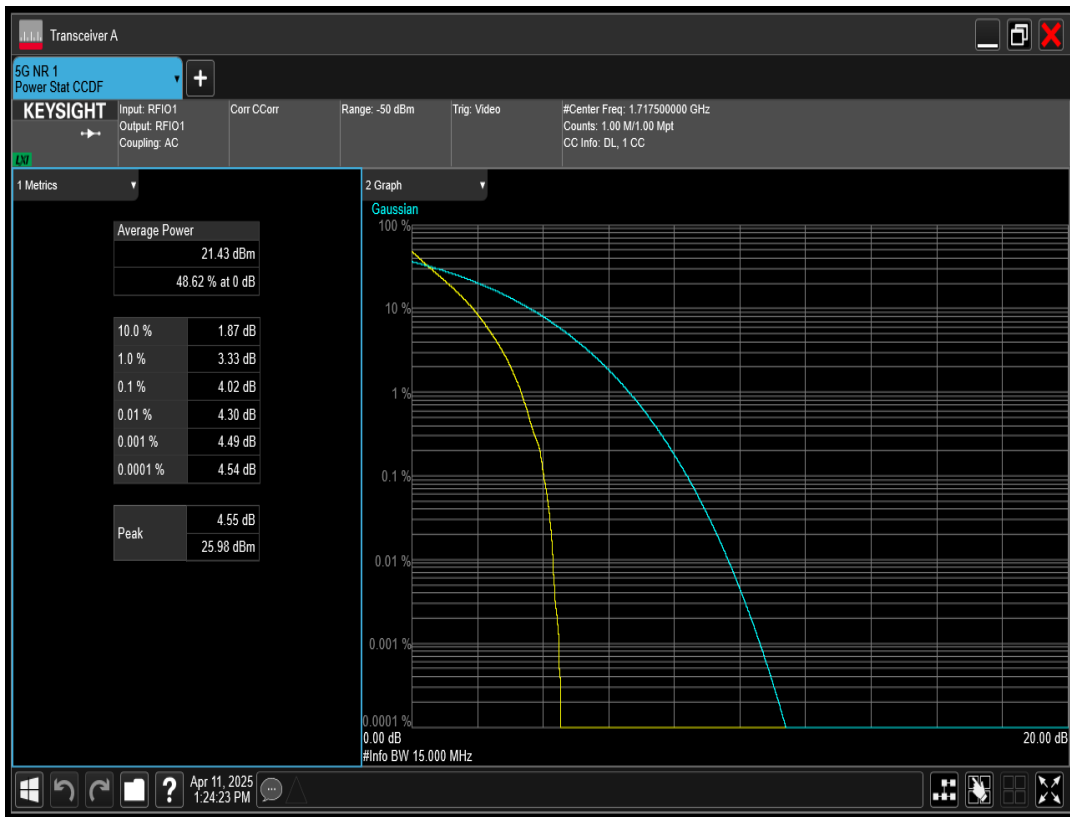 Transceiver A
5G NR 1
Power Stat CCDF
+
KEYSIGHT
LXI
Input: RFIO1
Output: RFIO1
Coupling: AC
Corr CCorr
Range: -50 dBm
Trig: Video
#Center Freq: 1.717500000 GHz
Counts: 1.00 M/1.00 Mpt
CC Info: DL, 1 CC
1 Metrics
Average Power
21.43 dBm
48.62 % at 0 dB
10.0 % 1.87 dB
1.0 % 3.33 dB
0.1 % 4.02 dB
0.01 % 4.30 dB
0.001 % 4.49 dB
0.0001 % 4.54 dB
Peak 4.55 dB
25.98 dBm
2 Graph
Gaussian
100 %
10 %
1 %
0.1 %
0.01 %
0.001 %
0.0001 %
0.00 dB 20.00 dB
#Info BW 15.000 MHz
?
Apr 11, 2025
1:24:23 PM